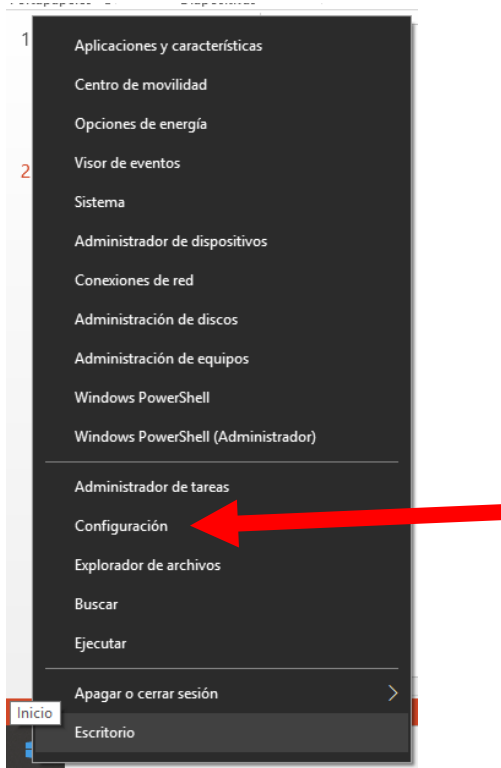 1
Aplicaciones y características
Centro de movilidad
Opciones de energía
2
Visor de eventos
Sistema
Administrador de dispositivos
Conexiones de red
Administración de discos
Administración de equipos
Windows PowerShell
Windows PowerShell (Administrador)
Administrador de tareas
Configuración
Explorador de archivos
Buscar
Ejecutar
Apagar o cerrar sesión
Inicio
Escritorio